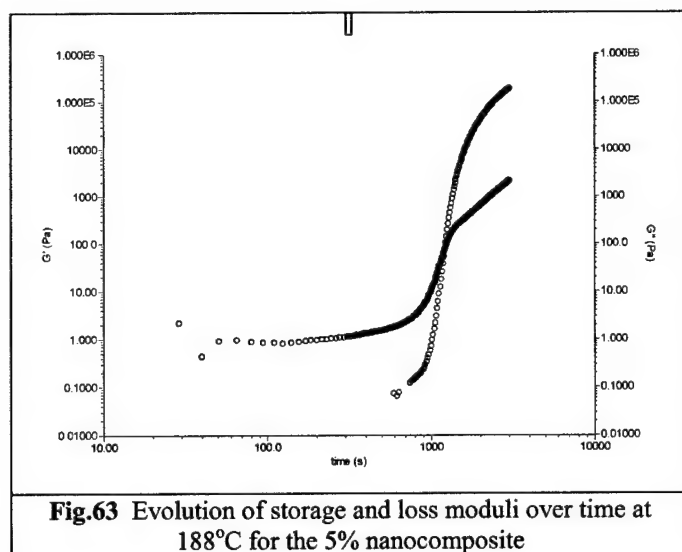 1.000E6
1.000E5
10000
1000
100.0
10.00
1.000
0.1000
0.01000
G' (Pa)
1.000E6
1.000E5
10000
1000
100.0
10.00
1.000
0.1000
0.01000
G'' (Pa)
10.00 100.0 1000 10000
time (s)
Fig.63 Evolution of storage and loss moduli over time at
188°C for the 5% nanocomposite